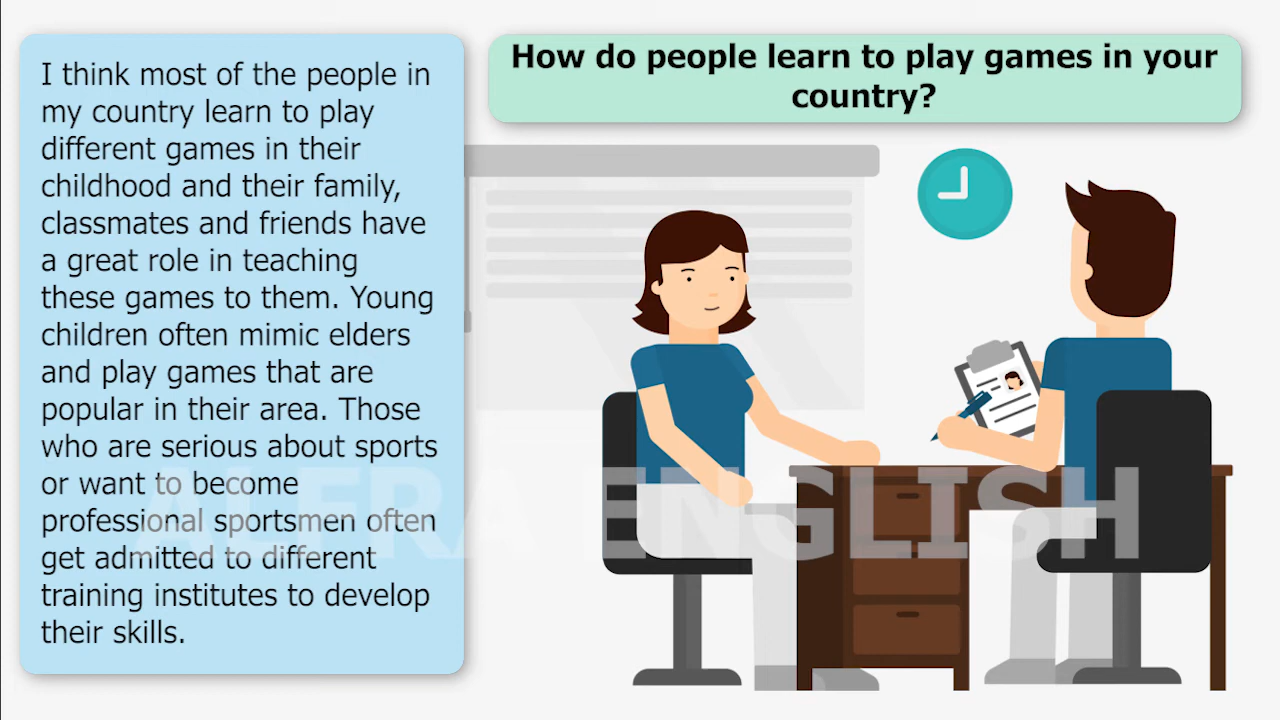 How do people learn to play games in your
country?
I think most of the people in
my country learn to play
different games in their
childhood and their family,
classmates and friends have
a great role in teaching
these games to them. Young
children often mimic elders
and play games that are
popular in their area. Those
who are serious about sports
or want to become
professional sportsmen often
get admitted to different
training institutes to develop
their skills.
ALFRA ENGLISH